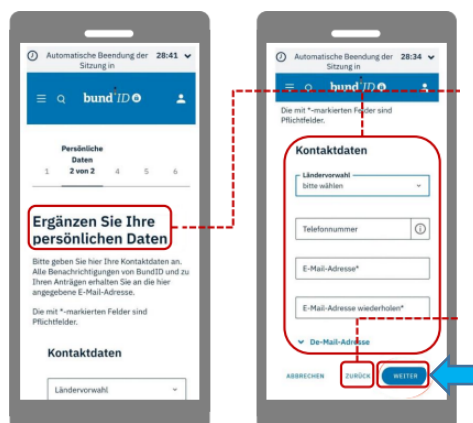 Automatische Beendung der Sitzung in 28:41
bund ID
Persönliche
Daten
1 2 von 2 4 5 6
Ergänzen Sie Ihre
persönlichen Daten
Bitte geben Sie hier Ihre Kontaktdaten an.
Alle Benachrichtigungen von BundID und zu
Ihren Anträgen erhalten Sie an die hier
angegebene E-Mail-Adresse.
Die mit *-markierten Felder sind
Pflichtfelder.
Kontaktdaten
Ländervorwahl
Automatische Beendung der Sitzung in 28:34
bund ID
Die mit *-markierten Felder sind
Pflichtfelder.
Kontaktdaten
Ländervorwahl
bitte wählen
Telefonnummer
E-Mail-Adresse*
E-Mail-Adresse wiederholen*
De-Mail-Adresse
ABBRECHEN ZURÜCK WEITER